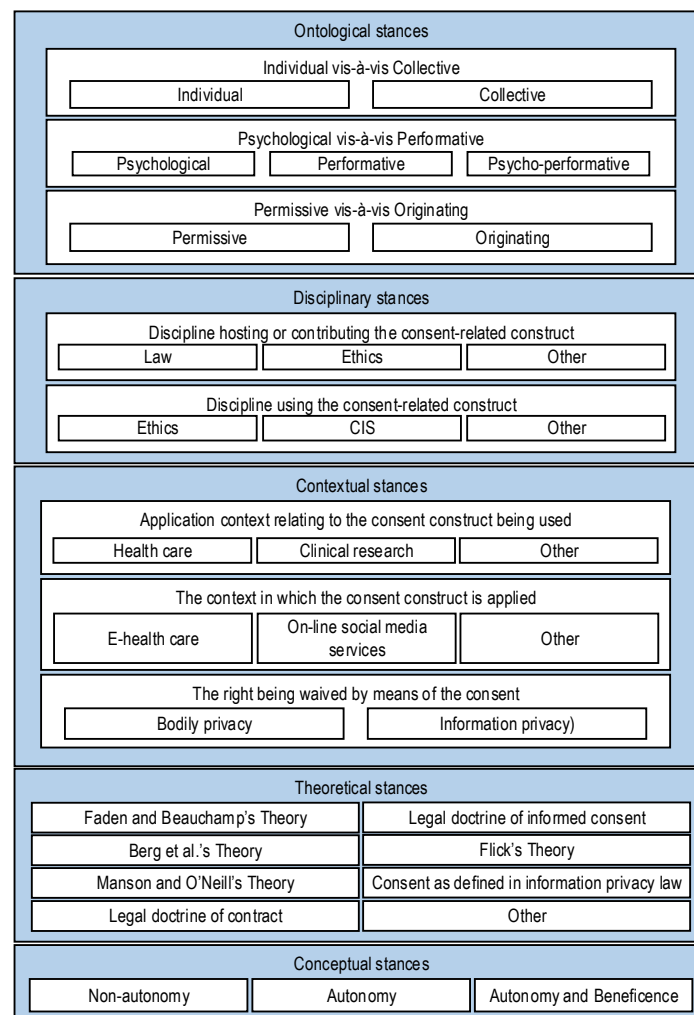 Ontological stances
Individual vis-à-vis Collective
Individual
Collective
Psychological vis-à-vis Performative
Psychological
Performative
Psycho-performative
Permissive vis-à-vis Originating
Permissive
Originating
Disciplinary stances
Discipline hosting or contributing the consent-related construct
Law
Ethics
Other
Discipline using the consent-related construct
Ethics
CIS
Other
Contextual stances
Application context relating to the consent construct being used
Health care
Clinical research
Other
The context in which the consent construct is applied
E-health care
On-line social media
services
Other
The right being waived by means of the consent
Bodily privacy
Information privacy)
Theoretical stances
Faden and Beauchamp's Theory
Legal doctrine of informed consent
Berg et al.'s Theory
Flick's Theory
Manson and O'Neill's Theory
Consent as defined in information privacy law
Legal doctrine of contract
Other
Conceptual stances
Non-autonomy
Autonomy
Autonomy and Beneficence